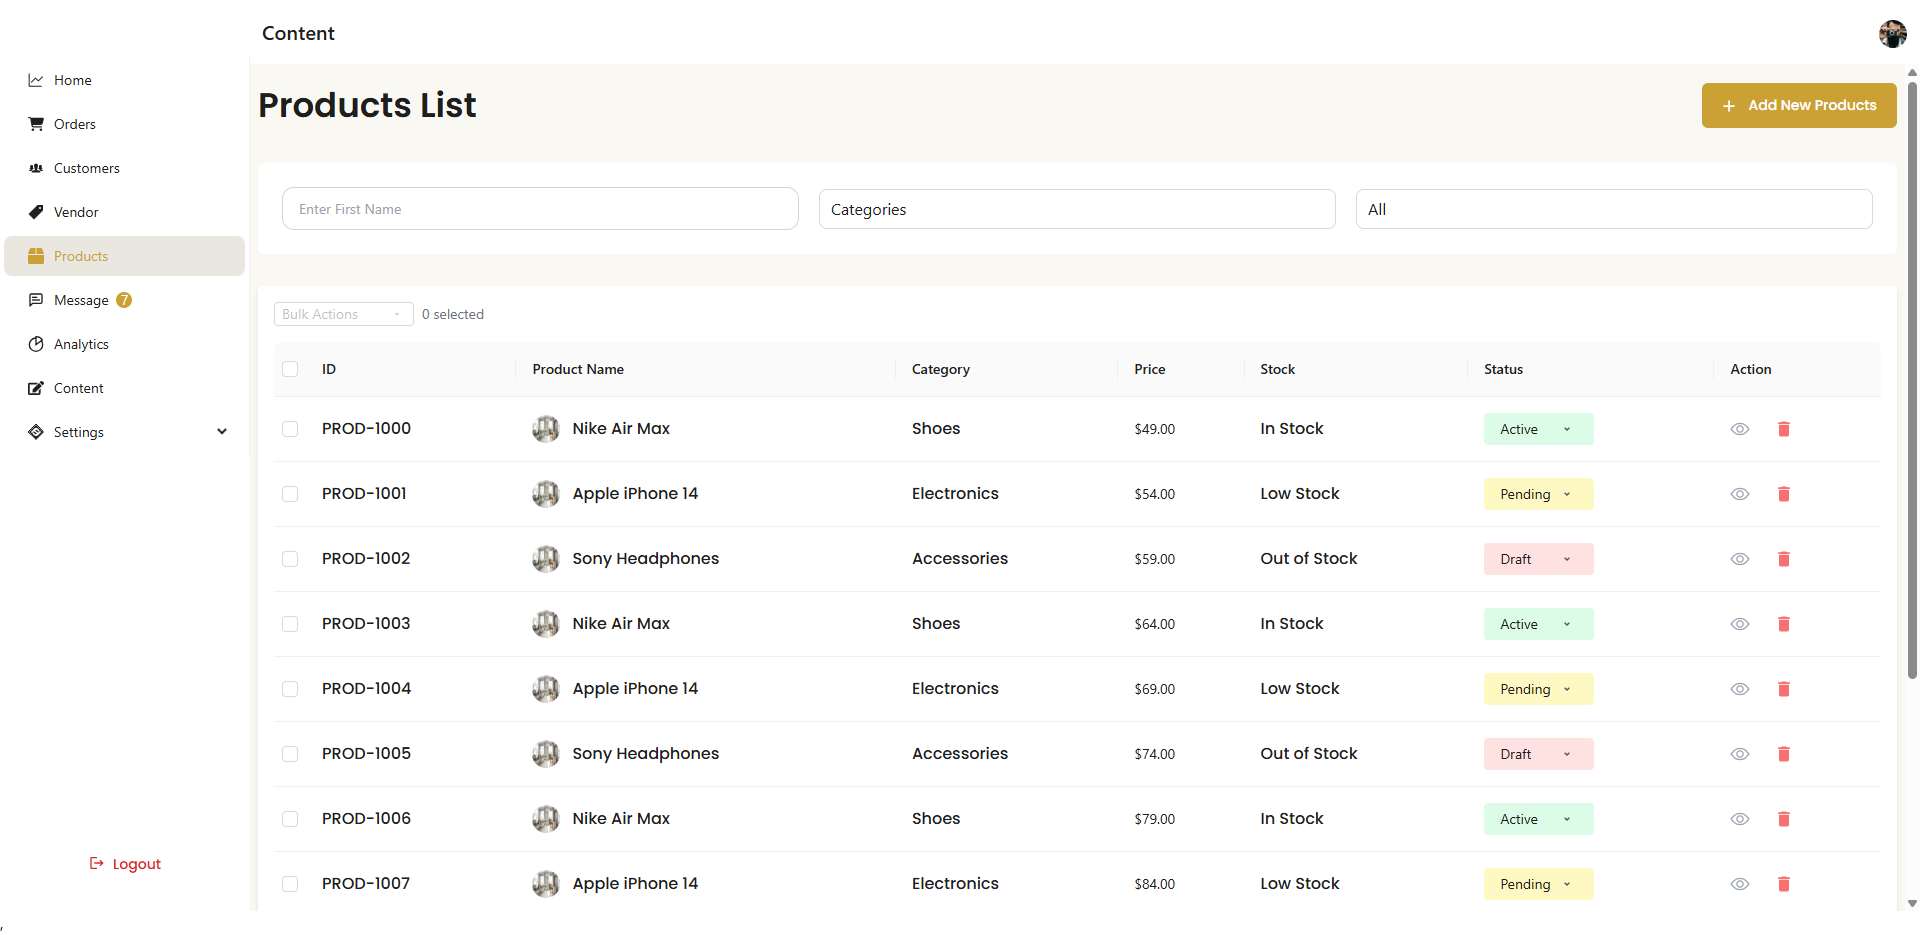 Content
Home
Orders
Customers
Vendor
Products
Message 7
Analytics
Content
Settings
Logout
Products List
+ Add New Products
Enter First Name
Categories
All
Bulk Actions 0 selected
ID Product Name Category Price Stock Status Action
PROD-1000 Nike Air Max Shoes $49.00 In Stock Active
PROD-1001 Apple iPhone 14 Electronics $54.00 Low Stock Pending
PROD-1002 Sony Headphones Accessories $59.00 Out of Stock Draft
PROD-1003 Nike Air Max Shoes $64.00 In Stock Active
PROD-1004 Apple iPhone 14 Electronics $69.00 Low Stock Pending
PROD-1005 Sony Headphones Accessories $74.00 Out of Stock Draft
PROD-1006 Nike Air Max Shoes $79.00 In Stock Active
PROD-1007 Apple iPhone 14 Electronics $84.00 Low Stock Pending
,